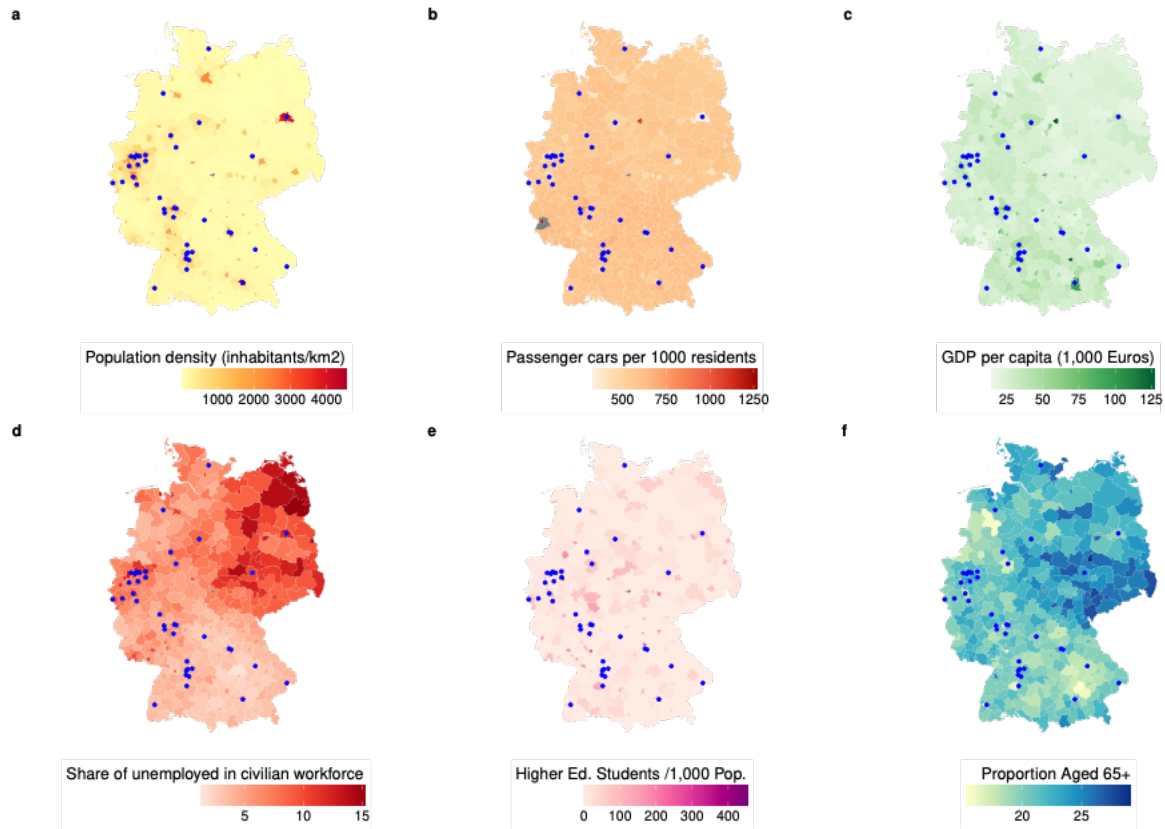 a b c
Population density (inhabitants/km2) Passenger cars per 1000 residents GDP per capita (1,000 Euros)
1000 2000 3000 4000 500 750 1000 1250 25 50 75 100 125
d e f
Share of unemployed in civilian workforce Higher Ed. Students /1,000 Pop. Proportion Aged 65+
5 10 15 0 100 200 300 400 20 25